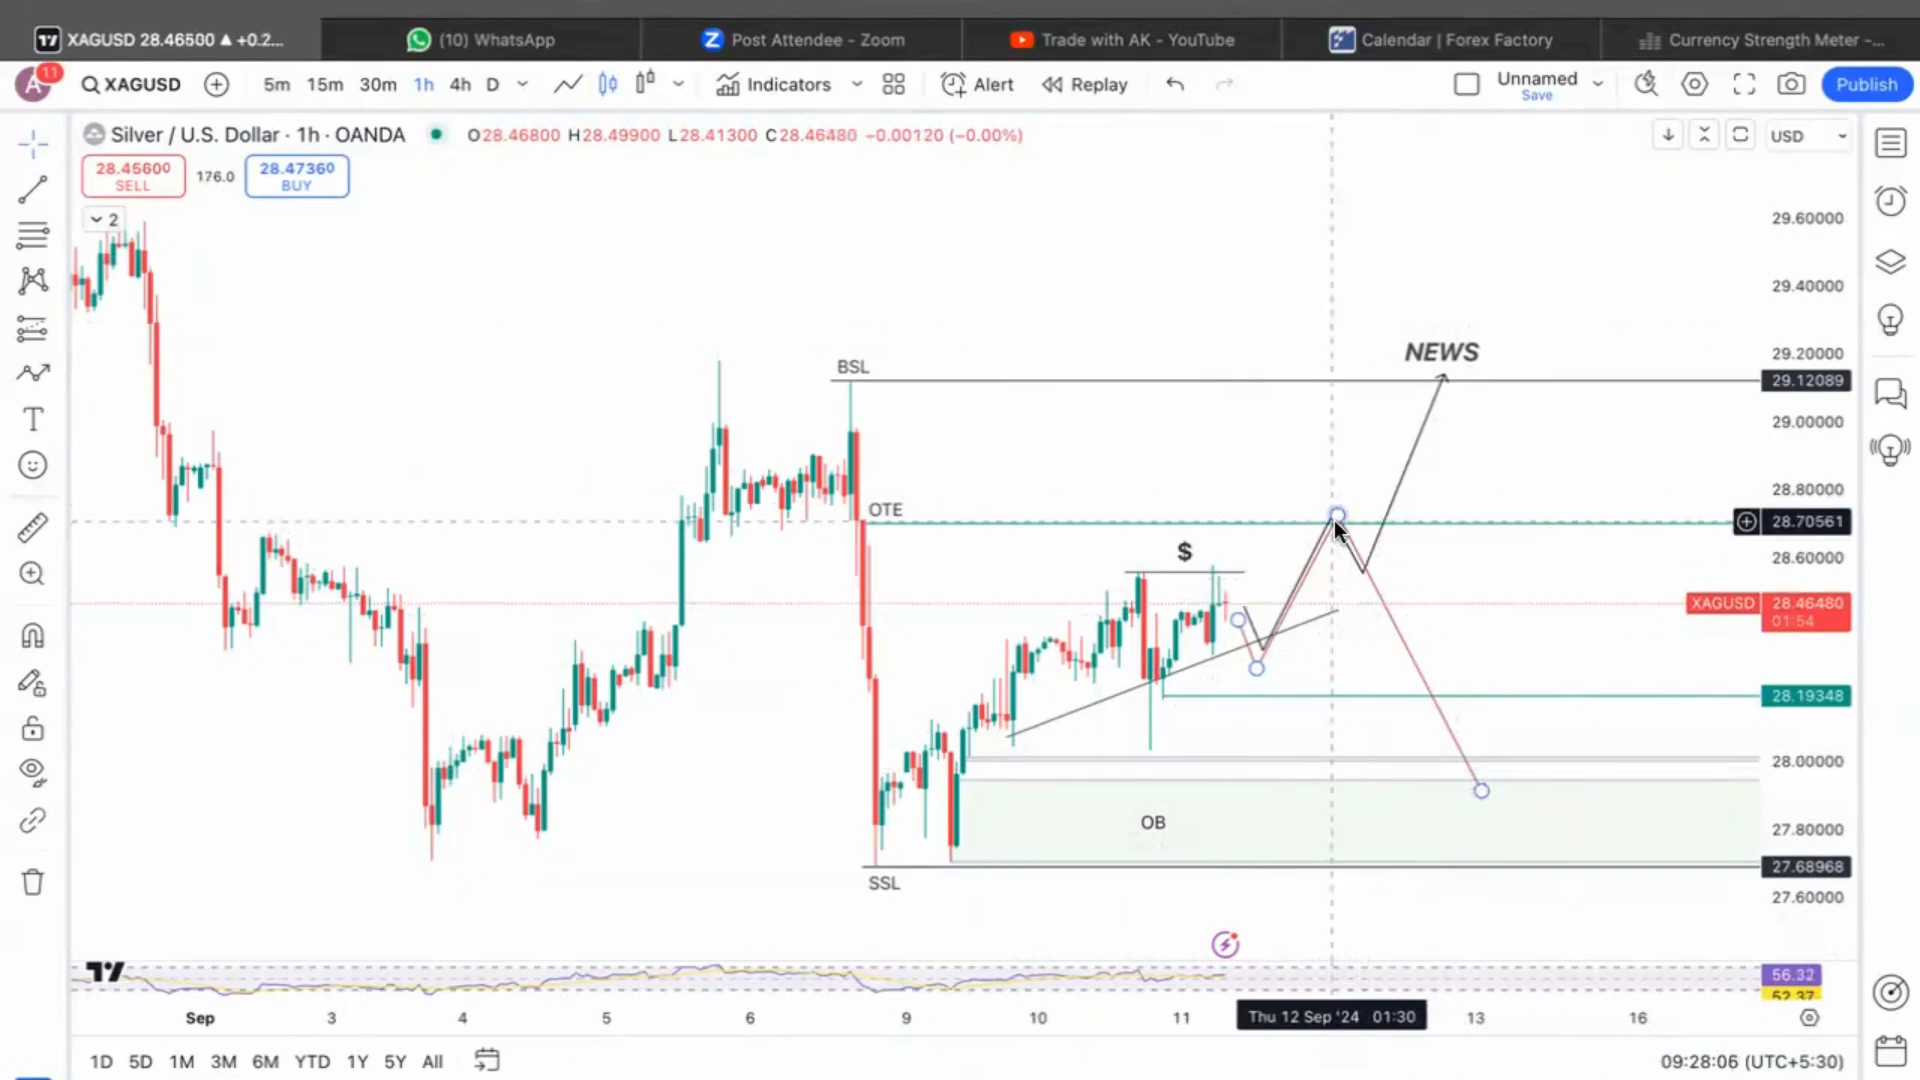 XAGUSD 28.46500 ▲ +0.2...
(10) WhatsApp
Post Attendee - Zoom
Trade with AK - YouTube
Calendar | Forex Factory
Currency Strength Meter -...
A
11
XAGUSD
5m 15m 30m 1h 4h D
Indicators
Alert
Replay
Unnamed
Save
Publish
Silver / U.S. Dollar · 1h · OANDA
O28.46800 H28.49900 L28.41300 C28.46480 −0.00120 (−0.00%)
USD
28.45600
SELL
176.0
28.47360
BUY
2
29.60000
29.40000
NEWS
29.20000
BSL
29.12089
29.00000
28.80000
OTE
28.70561
$
28.60000
XAGUSD 28.46480
01:54
28.19348
28.00000
OB
27.80000
27.68968
SSL
27.60000
56.32
52.37
Sep 3 4 5 6 9 10 11 Thu 12 Sep '24 01:30 13 16
1D 5D 1M 3M 6M YTD 1Y 5Y All
09:28:06 (UTC+5:30)